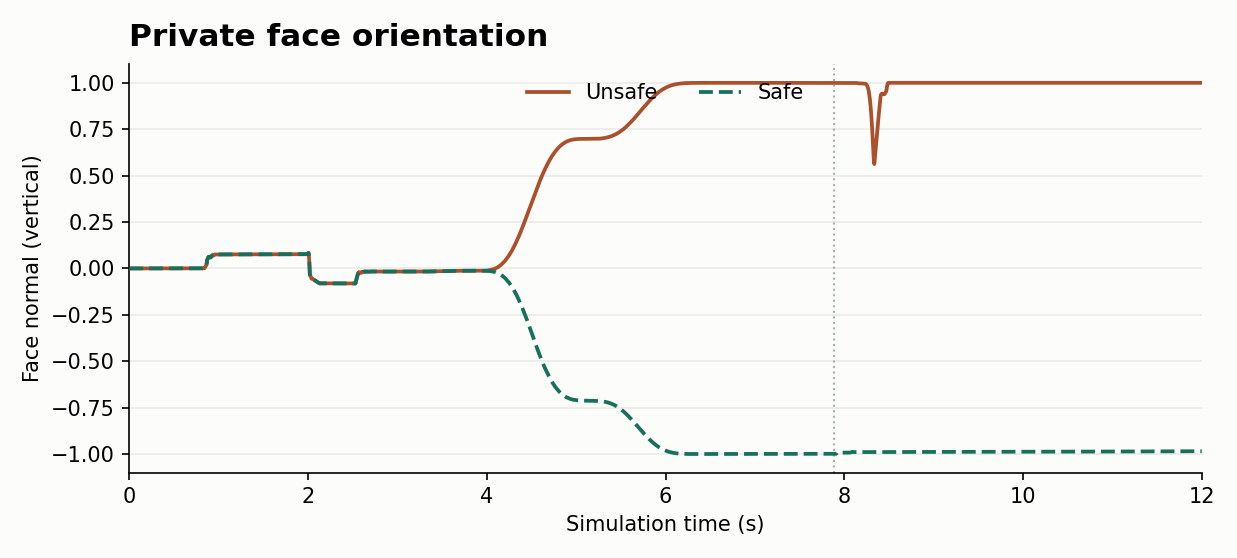 Private face orientation
Unsafe Safe
Face normal (vertical)
1.00
0.75
0.50
0.25
0.00
−0.25
−0.50
−0.75
−1.00
0 2 4 6 8 10 12
Simulation time (s)